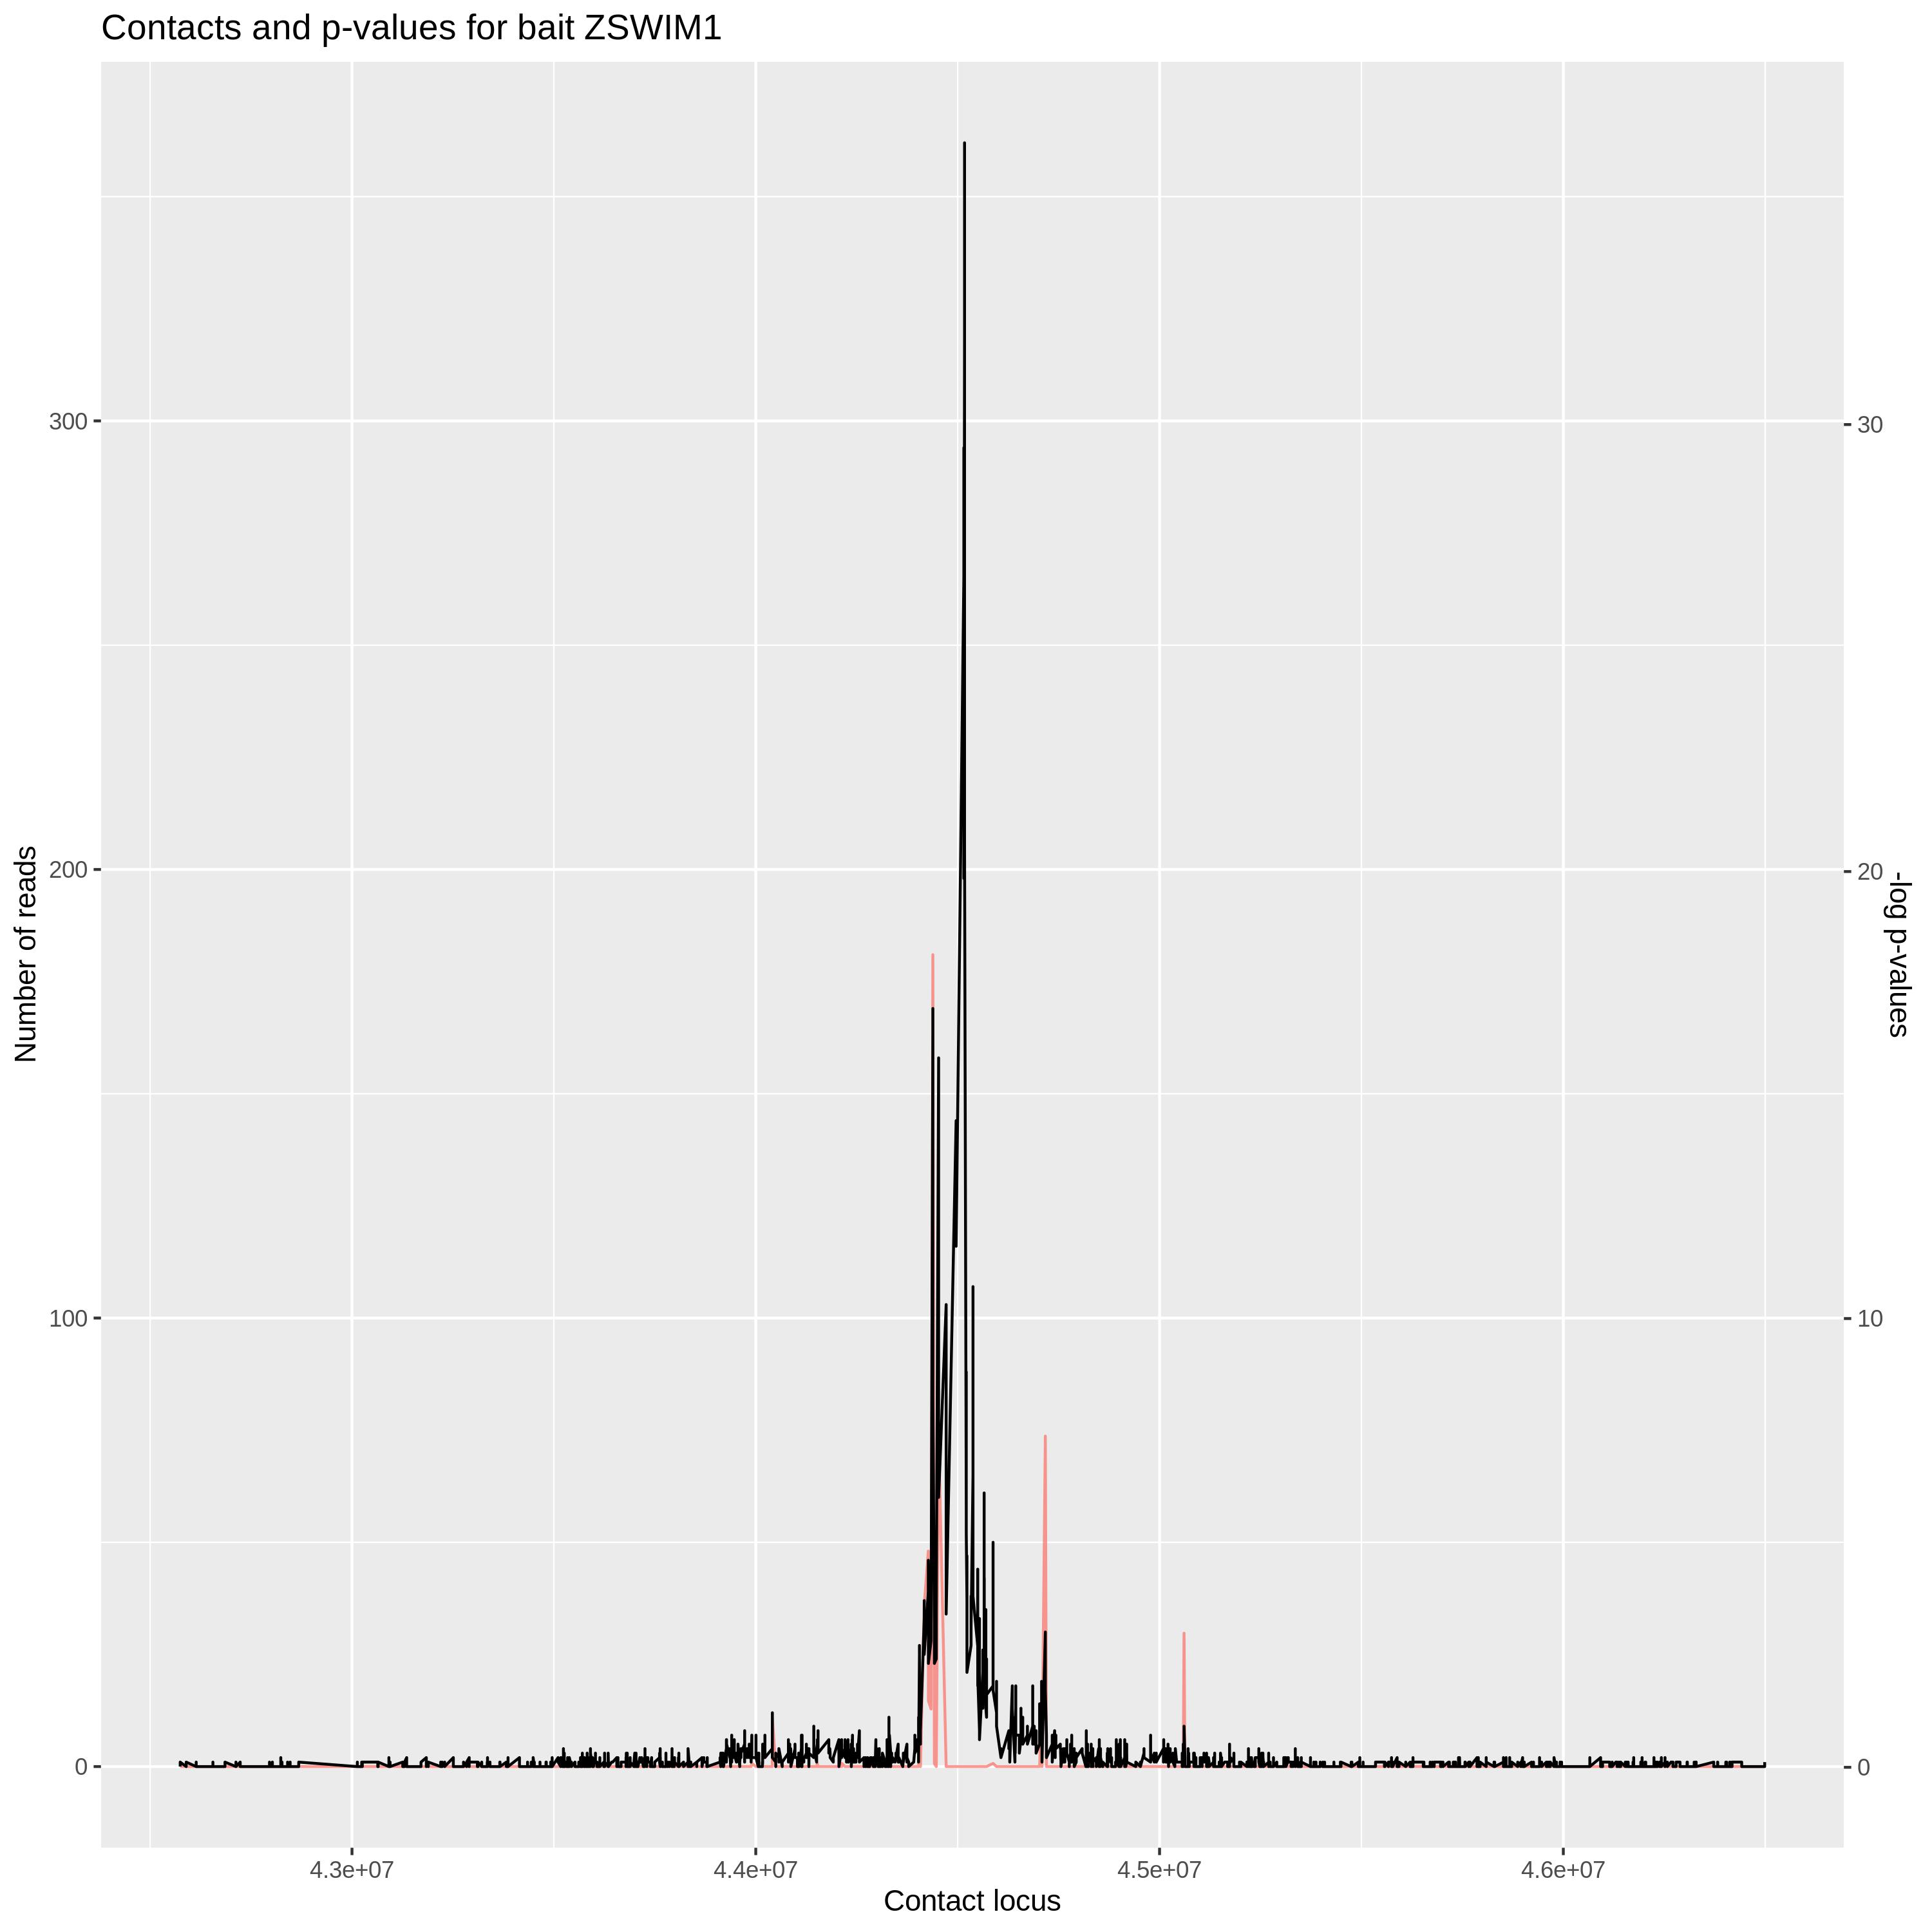 Contacts and p-values for bait ZSWIM1
Number of reads
300
200
100
0
30
20
10
0
-log p-values
4.3e+07
4.4e+07
4.5e+07
4.6e+07
Contact locus